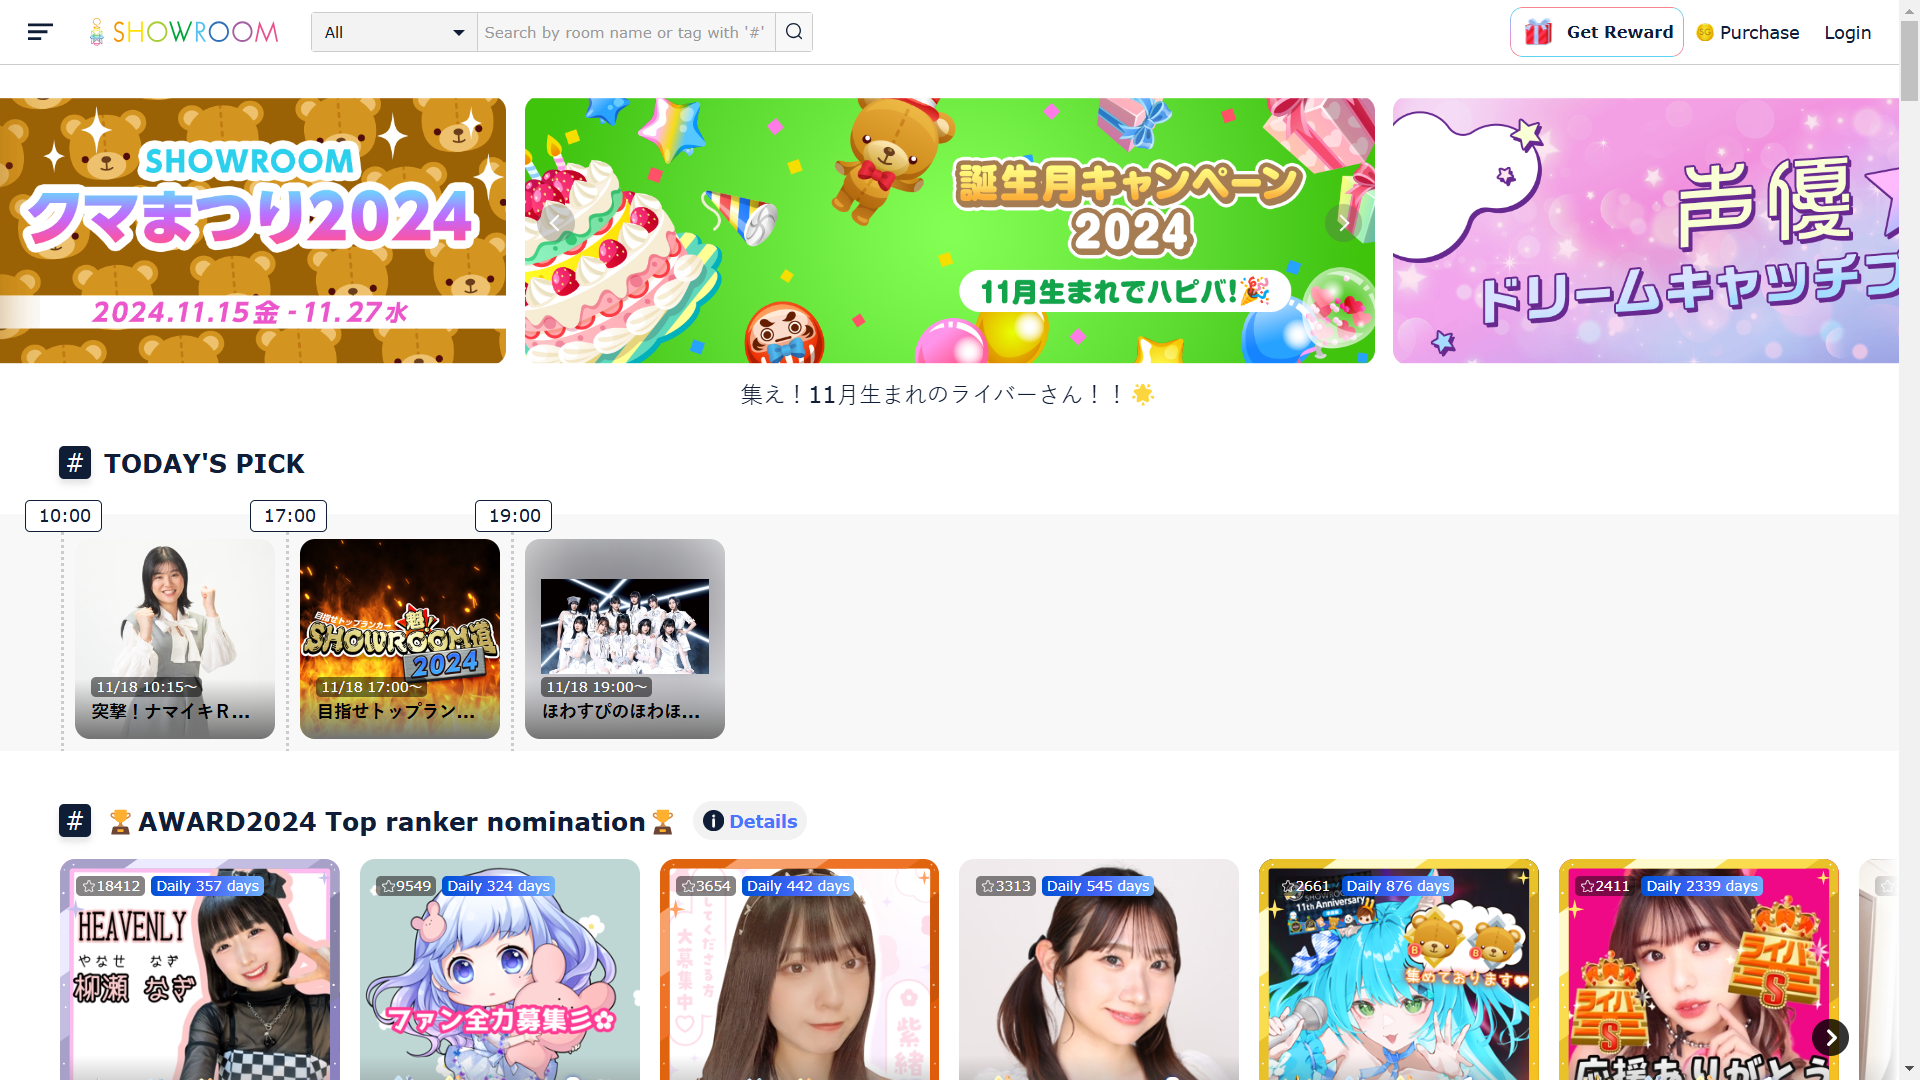 SHOWROOM
All
Search by room name or tag with '#'
Get Reward
Purchase
Login
SHOWROOM
クマまつり2024
2024.11.15金 - 11.27水
誕生月キャンペーン
2024
11月生まれでハピバ!🎉
声優
ドリームキャッチプ
集え！11月生まれのライバーさん！！🌟
# TODAY'S PICK
10:00
17:00
19:00
11/18 10:15～
突撃！ナマイキR...
目指せトップランカー
魁!
SHOWROOM道
2024
11/18 17:00～
目指せトップラン...
11/18 19:00～
ほわすぴのほわほ...
# 🏆AWARD2024 Top ranker nomination🏆
Details
☆18412 Daily 357 days
HEAVENLY
やなせ なぎ
柳瀬 なぎ
☆9549 Daily 324 days
ファン全力募集彡✿
☆3654 Daily 442 days
してくださる方
大募集中♡
紫緒
☆3313 Daily 545 days
☆2661 Daily 876 days
11th Anniversary
集めております❤
☆2411 Daily 2339 days
ライバー
S
ライバー
S
応援ありがとう